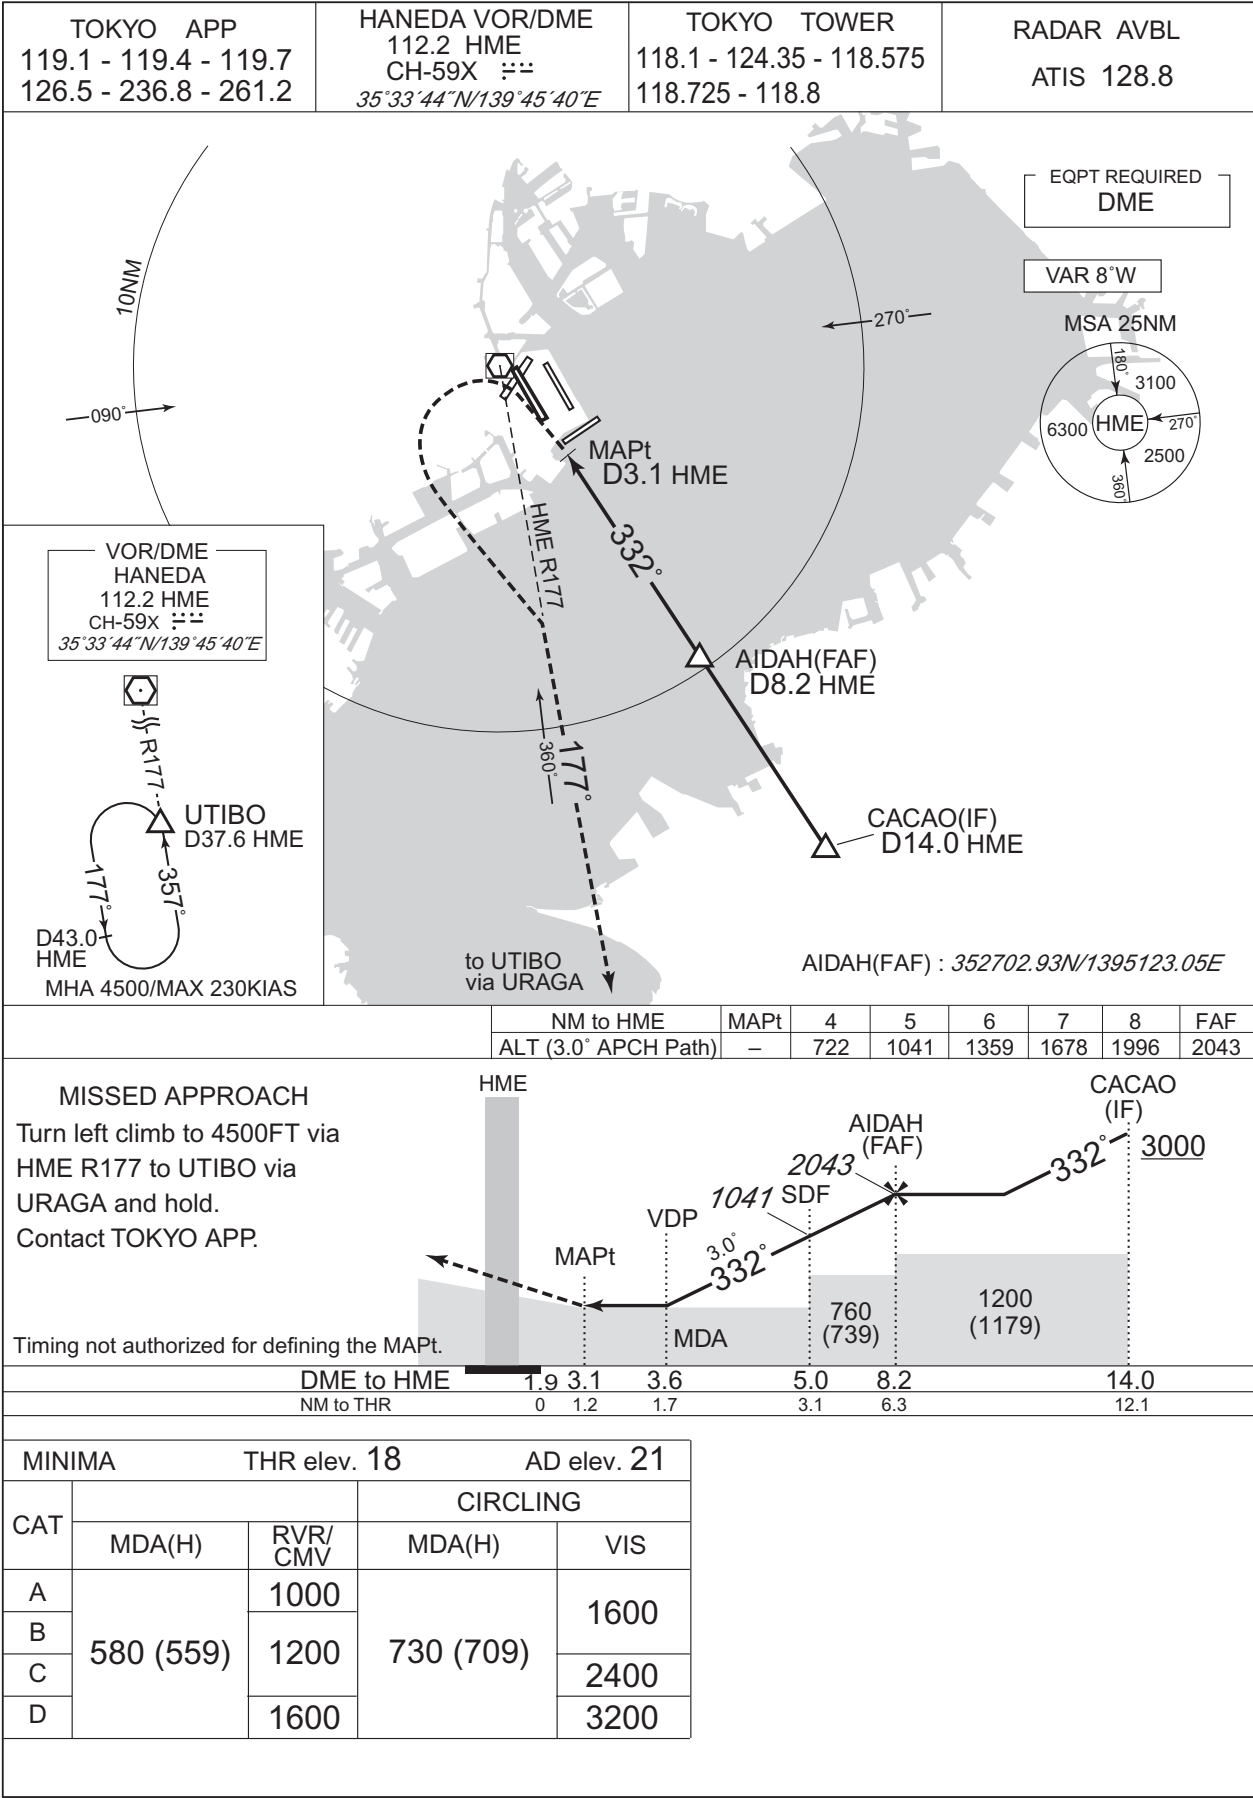 TOKYO APP
119.1 - 119.4 - 119.7
126.5 - 236.8 - 261.2
HANEDA VOR/DME
112.2 HME
CH-59X
35°33′44″N/139°45′40″E
TOKYO TOWER
118.1 - 124.35 - 118.575
118.725 - 118.8
RADAR AVBL
ATIS 128.8
EQPT REQUIRED
DME
VAR 8°W
MSA 25NM
180°
3100
6300
HME
270°
2500
360°
10NM
270°
090°
MAPt
D3.1 HME
HME R177
332°
VOR/DME
HANEDA
112.2 HME
CH-59X
35°33′44″N/139°45′40″E
AIDAH(FAF)
D8.2 HME
R177
360°
177°
UTIBO
D37.6 HME
CACAO(IF)
D14.0 HME
177°
357°
D43.0
HME
MHA 4500/MAX 230KIAS
to UTIBO
via URAGA
AIDAH(FAF) : 352702.93N/1395123.05E
NM to HME MAPt 4 5 6 7 8 FAF
ALT (3.0° APCH Path) – 722 1041 1359 1678 1996 2043
MISSED APPROACH
Turn left climb to 4500FT via
HME R177 to UTIBO via
URAGA and hold.
Contact TOKYO APP.
Timing not authorized for defining the MAPt.
HME
CACAO
(IF)
AIDAH
(FAF)
332°
3000
2043
1041
SDF
VDP
3.0°
332°
MAPt
MDA
760
(739)
1200
(1179)
DME to HME 1.9 3.1 3.6 5.0 8.2 14.0
NM to THR 0 1.2 1.7 3.1 6.3 12.1
MINIMA THR elev. 18 AD elev. 21
CAT
CIRCLING
MDA(H)
RVR/
CMV
MDA(H)
VIS
A
B
C
D
580 (559)
1000
1200
1600
730 (709)
1600
2400
3200